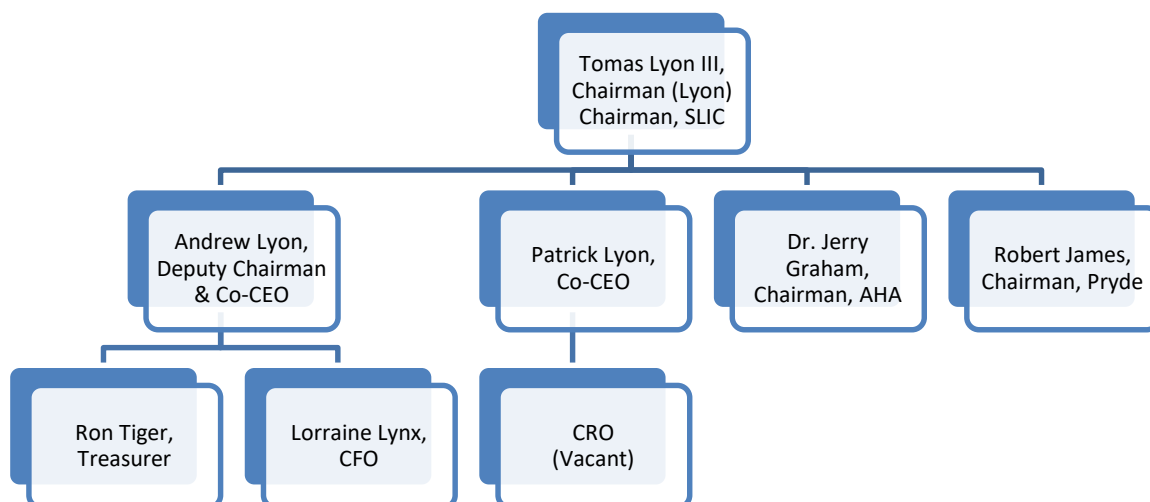 Tomas Lyon III,
Chairman (Lyon)
Chairman, SLIC
Andrew Lyon,
Deputy Chairman
& Co-CEO
Patrick Lyon,
Co-CEO
Dr. Jerry
Graham,
Chairman, AHA
Robert James,
Chairman, Pryde
Ron Tiger,
Treasurer
Lorraine Lynx,
CFO
CRO
(Vacant)